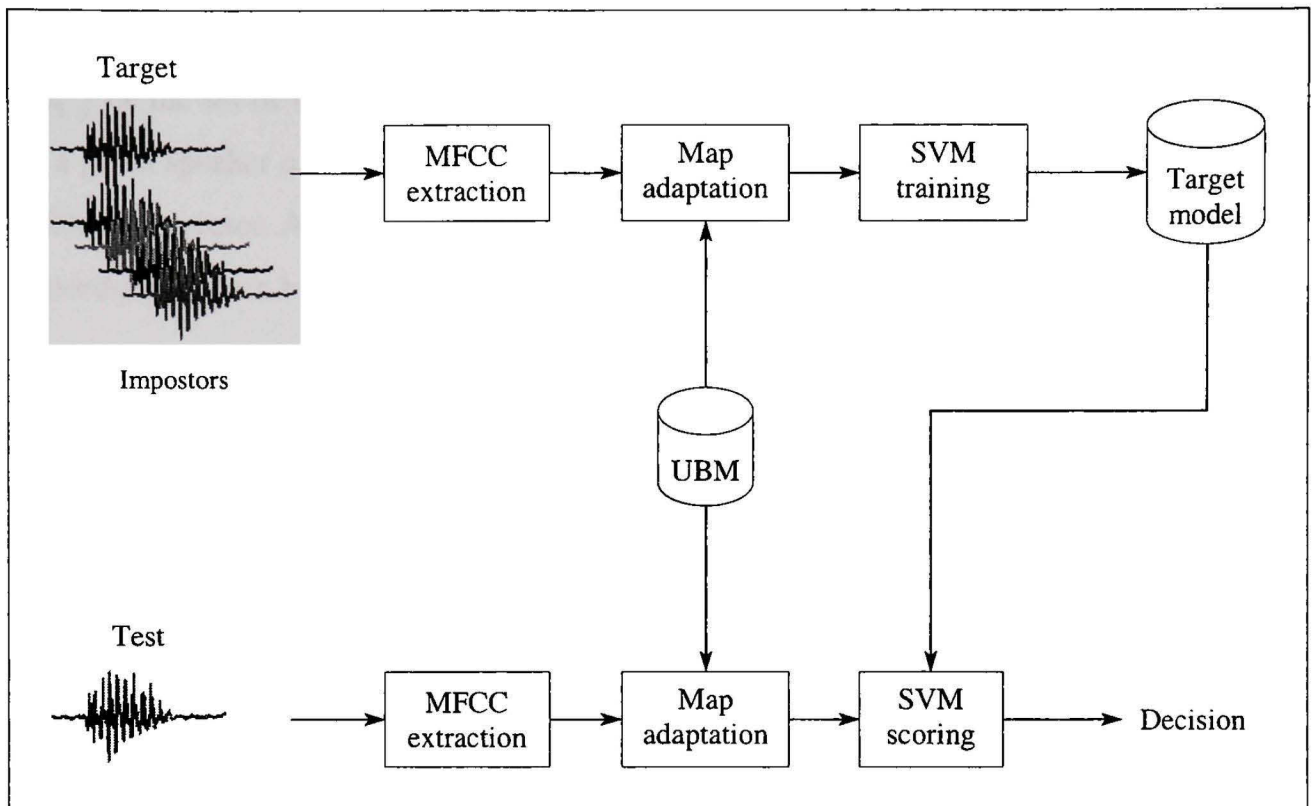 Target
MFCC
extraction
Map
adaptation
SVM
training
Target
model
Impostors
UBM
Test
MFCC
extraction
Map
adaptation
SVM
scoring
Decision